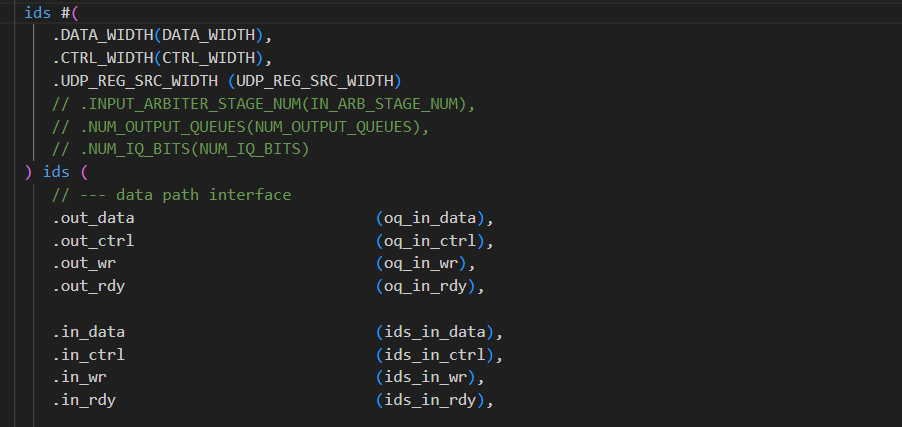 ids #(
.DATA_WIDTH(DATA_WIDTH),
.CTRL_WIDTH(CTRL_WIDTH),
.UDP_REG_SRC_WIDTH (UDP_REG_SRC_WIDTH)
// .INPUT_ARBITER_STAGE_NUM(IN_ARB_STAGE_NUM),
// .NUM_OUTPUT_QUEUES(NUM_OUTPUT_QUEUES),
// .NUM_IQ_BITS(NUM_IQ_BITS)
) ids (
// --- data path interface
.out_data (oq_in_data),
.out_ctrl (oq_in_ctrl),
.out_wr (oq_in_wr),
.out_rdy (oq_in_rdy),
.in_data (ids_in_data),
.in_ctrl (ids_in_ctrl),
.in_wr (ids_in_wr),
.in_rdy (ids_in_rdy),